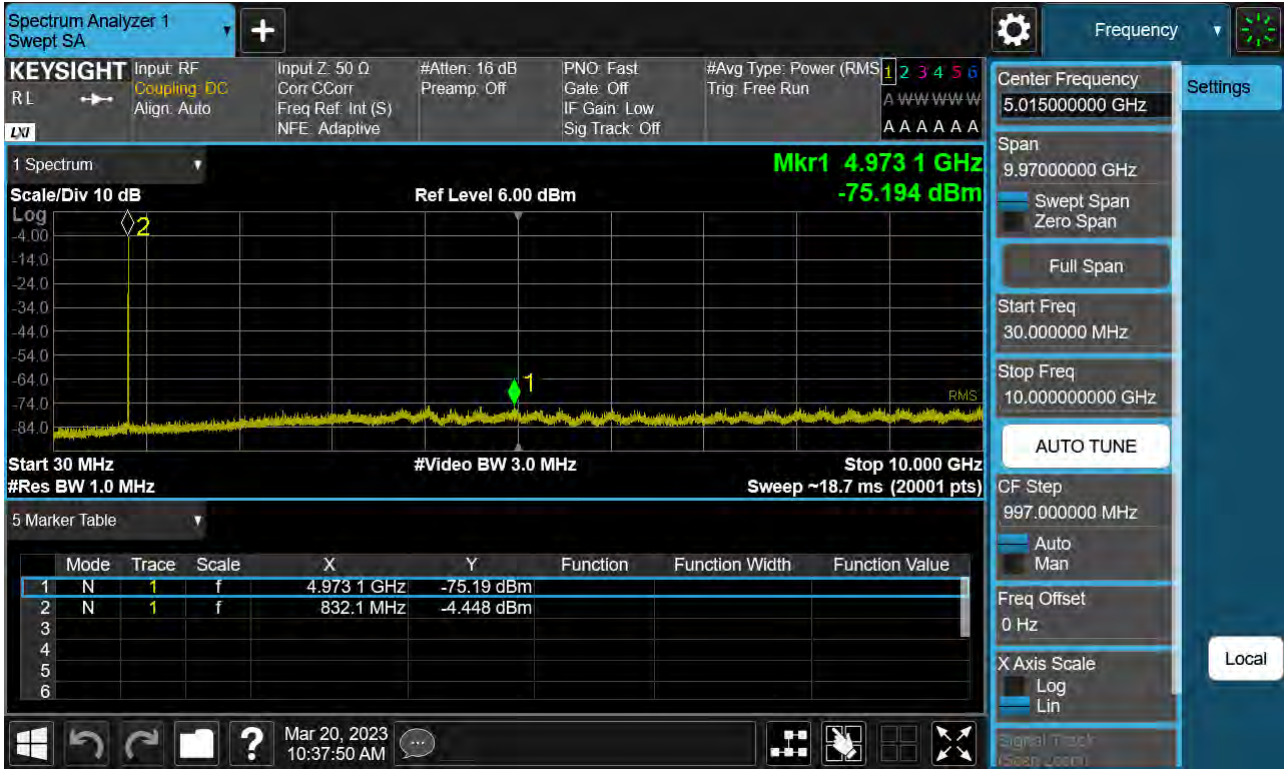 Spectrum Analyzer 1
Swept SA
+
Frequency
KEYSIGHT
RL
LXI
Input: RF
Coupling: DC
Align: Auto
Input Z: 50 Ω
Corr CCorr
Freq Ref: Int (S)
NFE: Adaptive
#Atten: 16 dB
Preamp: Off
PNO: Fast
Gate: Off
IF Gain: Low
Sig Track: Off
#Avg Type: Power (RMS
Trig: Free Run
1 2 3 4 5 6
A W W W W W
A A A A A A
1 Spectrum
Scale/Div 10 dB
Ref Level 6.00 dBm
Mkr1 4.973 1 GHz
-75.194 dBm
Log
-4.00
-14.0
-24.0
-34.0
-44.0
-54.0
-64.0
-74.0
-84.0
2
1
RMS
Start 30 MHz
#Video BW 3.0 MHz
Stop 10.000 GHz
#Res BW 1.0 MHz
Sweep ~18.7 ms (20001 pts)
5 Marker Table
Mode Trace Scale X Y Function Function Width Function Value
1 N 1 f 4.973 1 GHz -75.19 dBm
2 N 1 f 832.1 MHz -4.448 dBm
3
4
5
6
Mar 20, 2023
10:37:50 AM
?
Center Frequency
5.015000000 GHz
Settings
Span
9.97000000 GHz
Swept Span
Zero Span
Full Span
Start Freq
30.000000 MHz
Stop Freq
10.000000000 GHz
AUTO TUNE
CF Step
997.000000 MHz
Auto
Man
Freq Offset
0 Hz
X Axis Scale
Log
Lin
Local
Signal Track
(Span Zoom)